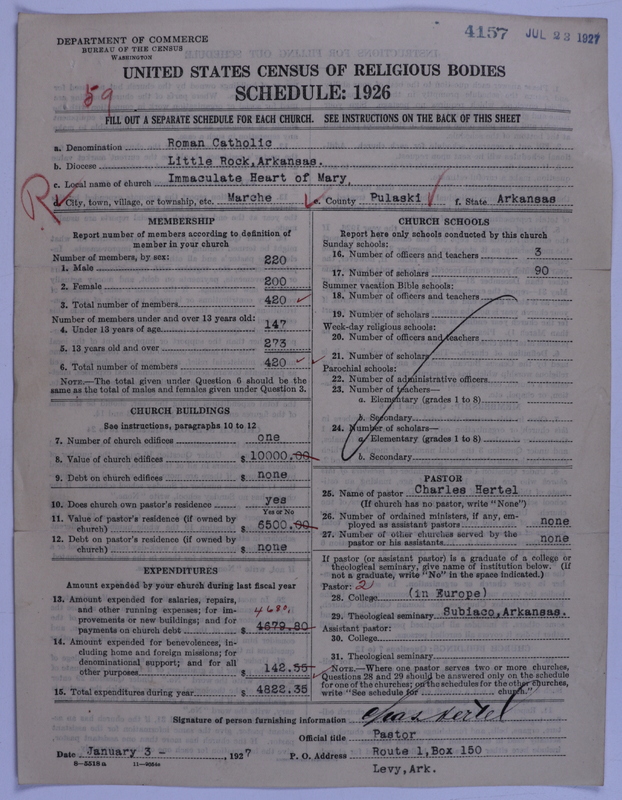 4157 JUL 23 1927
DEPARTMENT OF COMMERCE
BUREAU OF THE CENSUS
WASHINGTON
UNITED STATES CENSUS OF RELIGIOUS BODIES
SCHEDULE: 1926
59
FILL OUT A SEPARATE SCHEDULE FOR EACH CHURCH. SEE INSTRUCTIONS ON THE BACK OF THIS SHEET
a. Denomination Roman Catholic
b. Diocese Little Rock,Arkansas.
c. Local name of church Immaculate Heart of Mary,
R
d. City, town, village, or township, etc. Marche e. County Pulaski f. State Arkansas
MEMBERSHIP
Report number of members according to definition of
member in your church
Number of members, by sex:
1. Male 220
2. Female 200
3. Total number of members 420
Number of members under and over 13 years old:
4. Under 13 years of age 147
5. 13 years old and over 273
6. Total number of members 420
NOTE.—The total given under Question 6 should be the
same as the total of males and females given under Question 3.
CHURCH BUILDINGS
See instructions, paragraphs 10 to 12
7. Number of church edifices one
8. Value of church edifices $ 10000.00
9. Debt on church edifices $ none
10. Does church own pastor's residence yes
Yes or No
11. Value of pastor's residence (if owned by
church) $ 6500.00
12. Debt on pastor's residence (if owned by
church) $ none
EXPENDITURES
Amount expended by your church during last fiscal year
13. Amount expended for salaries, repairs,
and other running expenses; for im-
provements or new buildings; and for
payments on church debt $ 4679.80
4680.
14. Amount expended for benevolences, in-
cluding home and foreign missions; for
denominational support; and for all
other purposes $ 142.55
15. Total expenditures during year $ 4822.35
CHURCH SCHOOLS
Report here only schools conducted by this church
Sunday schools:
16. Number of officers and teachers 3
17. Number of scholars 90
Summer vacation Bible schools:
18. Number of officers and teachers
19. Number of scholars
Week-day religious schools:
20. Number of officers and teachers
21. Number of scholars
Parochial schools:
22. Number of administrative officers
23. Number of teachers—
a. Elementary (grades 1 to 8)
b. Secondary
24. Number of scholars—
a. Elementary (grades 1 to 8)
b. Secondary
PASTOR
25. Name of pastor Charles Hertel
(If church has no pastor, write "None")
26. Number of ordained ministers, if any, em-
ployed as assistant pastors none
27. Number of other churches served by the
pastor or his assistants none
If pastor (or assistant pastor) is a graduate of a college or
theological seminary, give name of institution below. (If
not a graduate, write "No" in the space indicated.)
Pastor: 2
28. College (in Europe)
29. Theological seminary Subiaco,Arkansas.
Assistant pastor:
30. College
31. Theological seminary
NOTE.—Where one pastor serves two or more churches,
Questions 28 and 29 should be answered only on the schedule
for one of the churches; on the schedules for the other churches,
write "See schedule for church."
Signature of person furnishing information Chas Hertel
Official title Pastor
Date January 3 - 1927 P. O. Address Route 1,Box 150
8—5518a
Levy,Ark.